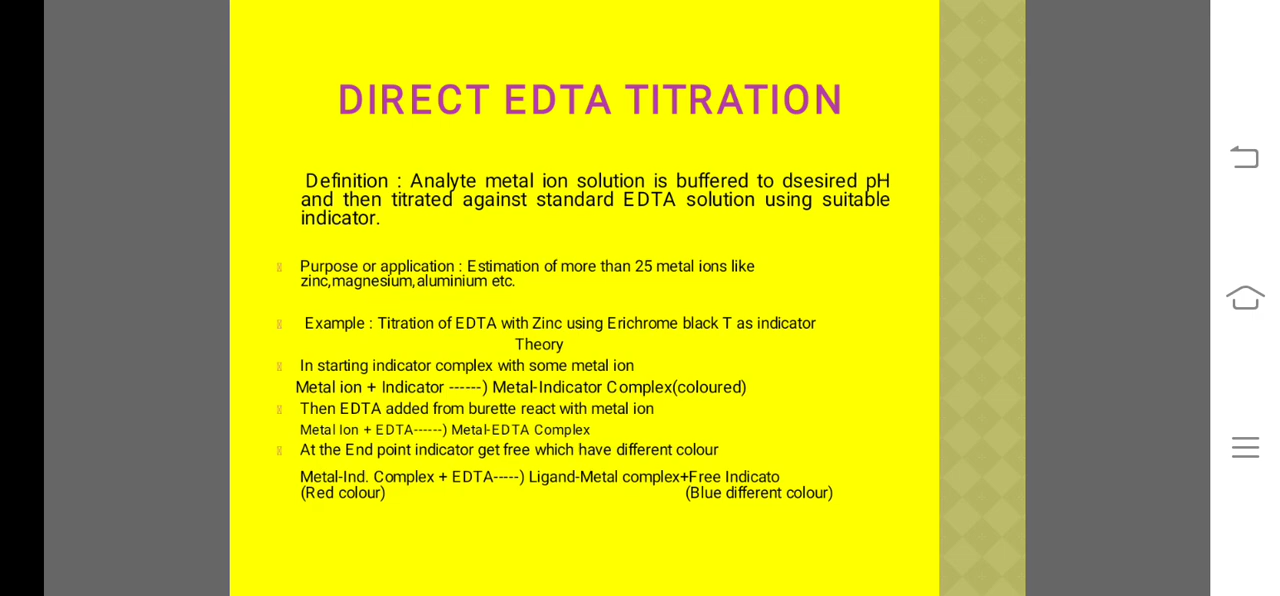 DIRECT EDTA TITRATION
Definition : Analyte metal ion solution is buffered to dsesired pH
and then titrated against standard EDTA solution using suitable
indicator.
Purpose or application : Estimation of more than 25 metal ions like
zinc,magnesium,aluminium etc.
Example : Titration of EDTA with Zinc using Erichrome black T as indicator
Theory
In starting indicator complex with some metal ion
Metal ion + Indicator ------) Metal-Indicator Complex(coloured)
Then EDTA added from burette react with metal ion
Metal Ion + EDTA------) Metal-EDTA Complex
At the End point indicator get free which have different colour
Metal-Ind. Complex + EDTA-----) Ligand-Metal complex+Free Indicato
(Red colour) (Blue different colour)